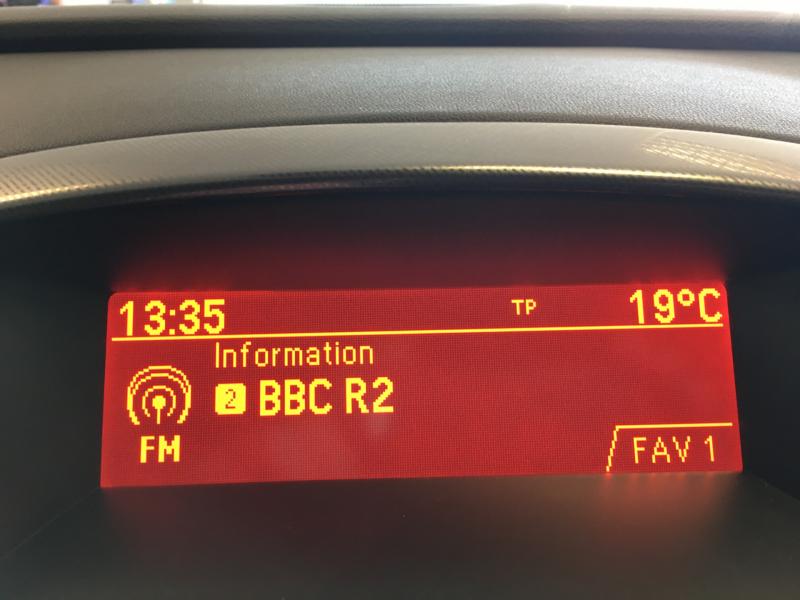 13:35 TP 19°C
Information
2 BBC R2
FM FAV 1